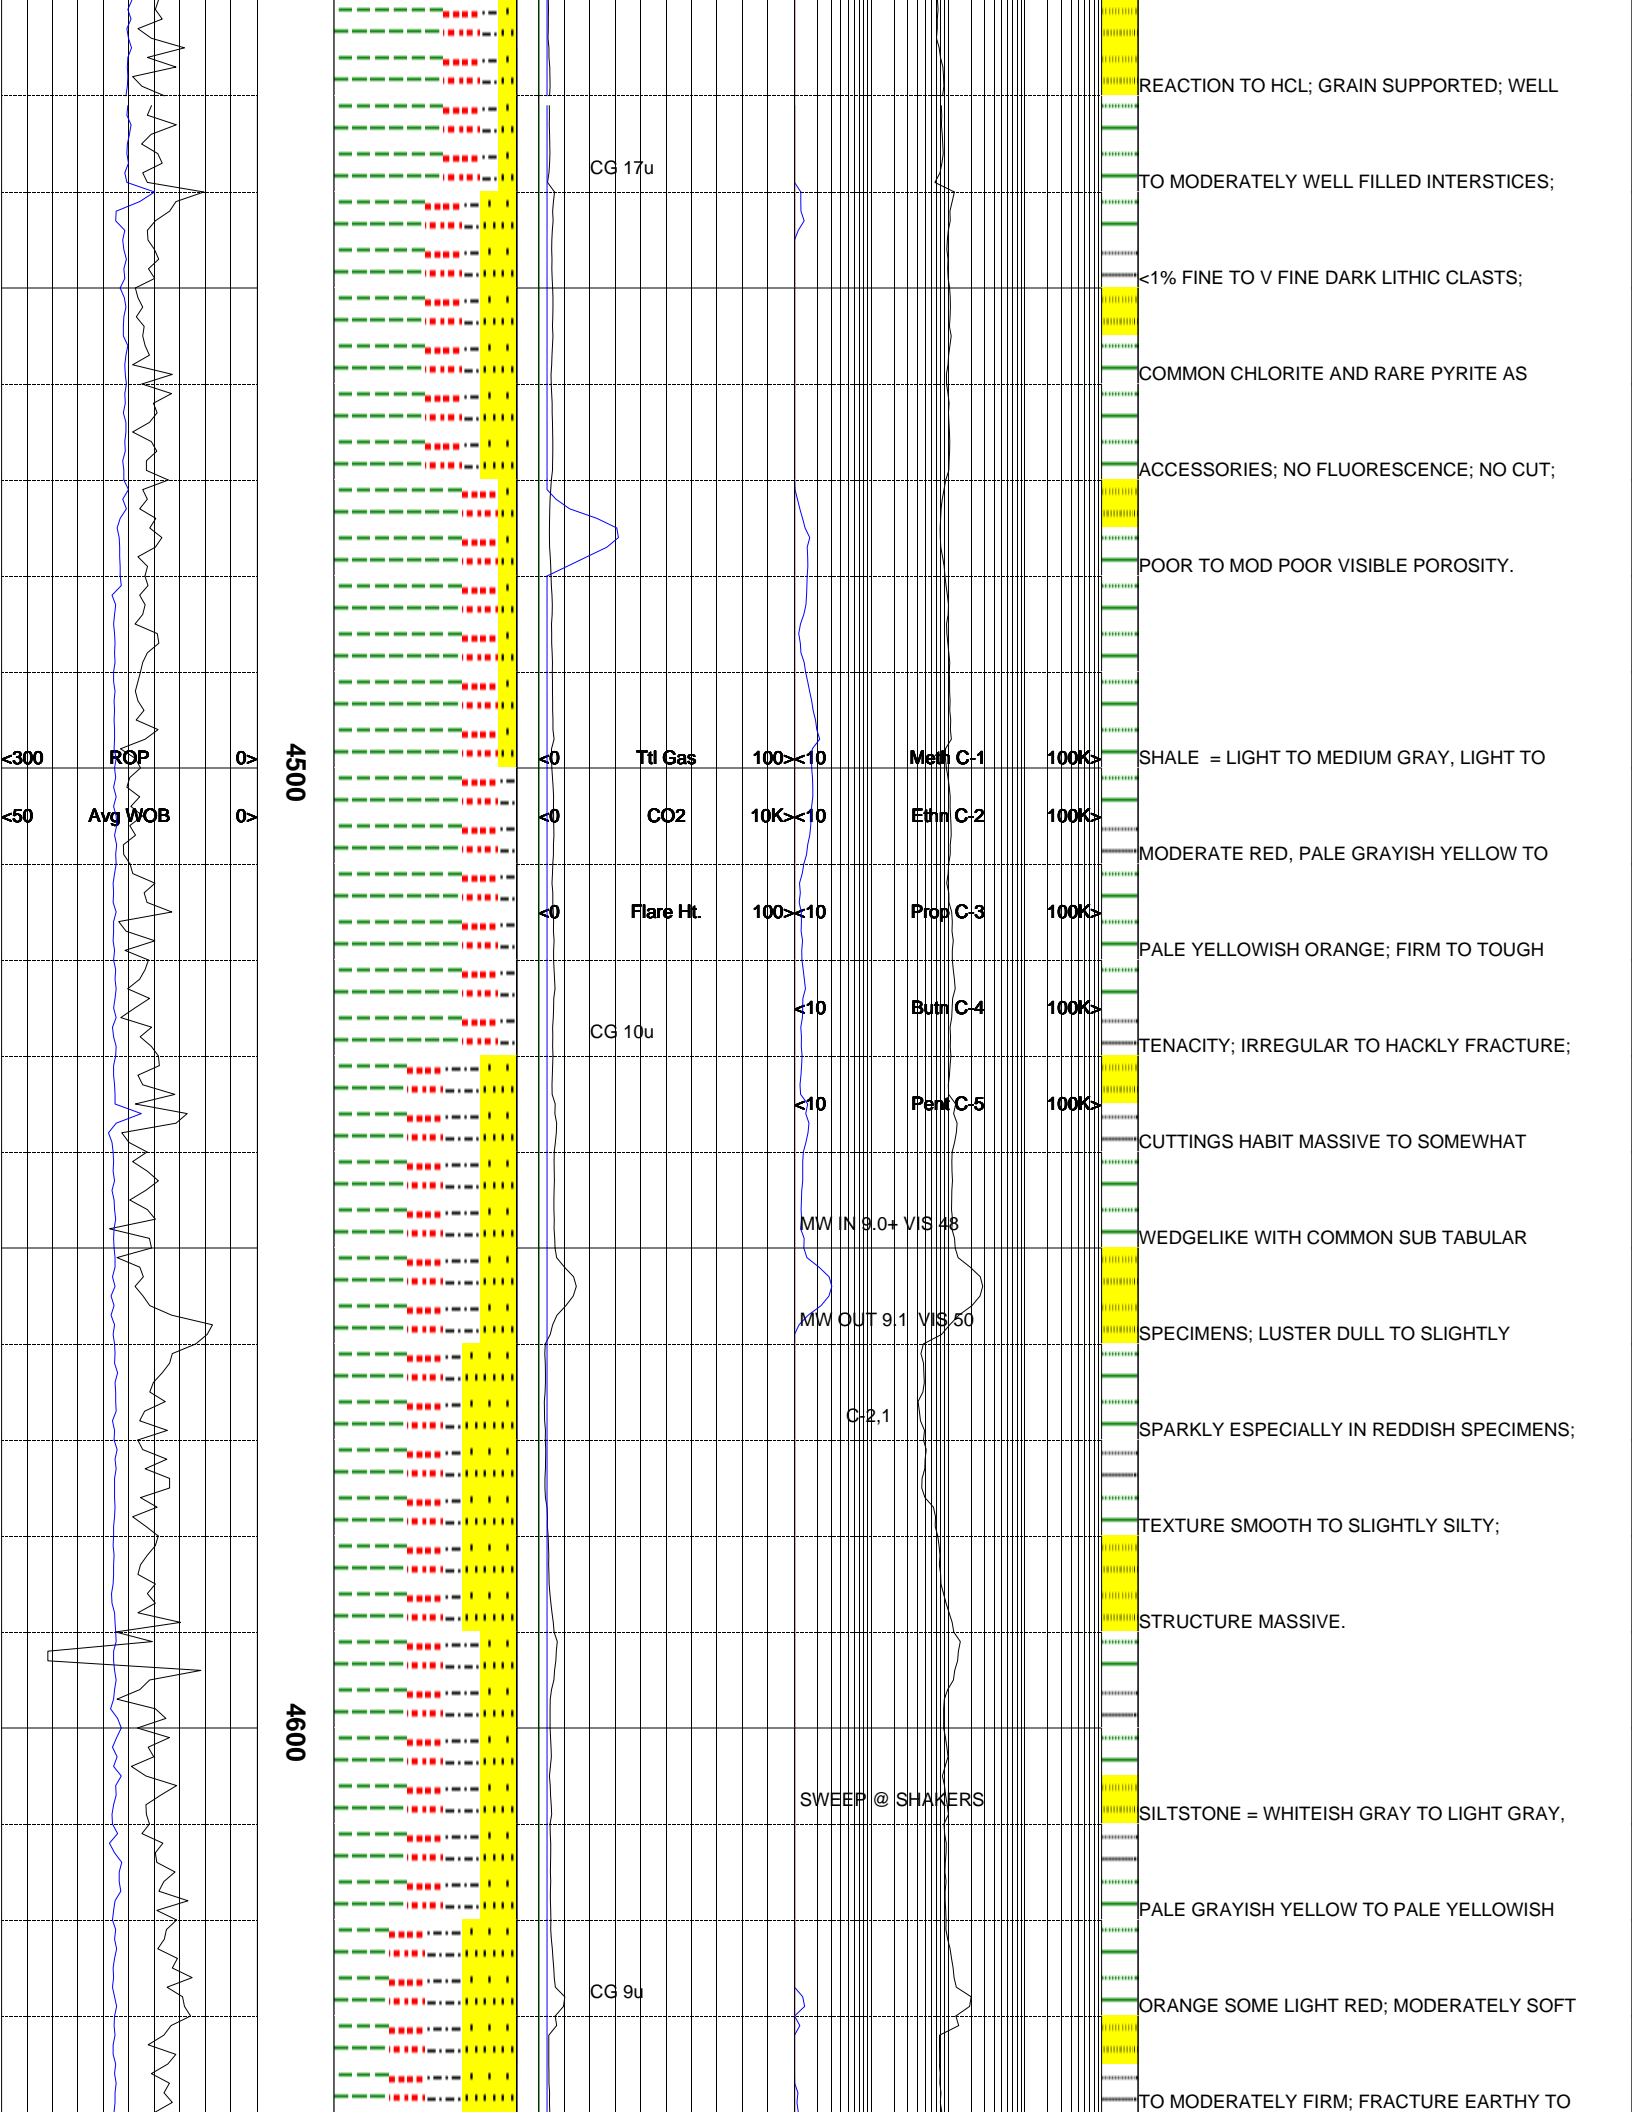 REACTION TO HCL; GRAIN SUPPORTED; WELL
CG 17u
TO MODERATELY WELL FILLED INTERSTICES;
<1% FINE TO V FINE DARK LITHIC CLASTS;
COMMON CHLORITE AND RARE PYRITE AS
ACCESSORIES; NO FLUORESCENCE; NO CUT;
POOR TO MOD POOR VISIBLE POROSITY.
<300 ROP 0> 4500 <0 Ttl Gas 100> <10 Meth C-1 100K> SHALE = LIGHT TO MEDIUM GRAY, LIGHT TO
<50 Avg WOB 0> <0 CO2 10K> <10 Ethn C-2 100K>
MODERATE RED, PALE GRAYISH YELLOW TO
<0 Flare Ht. 100> <10 Prop C-3 100K>
PALE YELLOWISH ORANGE; FIRM TO TOUGH
<10 Butn C-4 100K>
CG 10u
TENACITY; IRREGULAR TO HACKLY FRACTURE;
<10 Pent C-5 100K>
CUTTINGS HABIT MASSIVE TO SOMEWHAT
MW IN 9.0+ VIS 48
WEDGELIKE WITH COMMON SUB TABULAR
MW OUT 9.1 VIS 50
SPECIMENS; LUSTER DULL TO SLIGHTLY
C-2,1
SPARKLY ESPECIALLY IN REDDISH SPECIMENS;
TEXTURE SMOOTH TO SLIGHTLY SILTY;
STRUCTURE MASSIVE.
4600
SWEEP @ SHAKERS
SILTSTONE = WHITEISH GRAY TO LIGHT GRAY,
PALE GRAYISH YELLOW TO PALE YELLOWISH
CG 9u
ORANGE SOME LIGHT RED; MODERATELY SOFT
TO MODERATELY FIRM; FRACTURE EARTHY TO